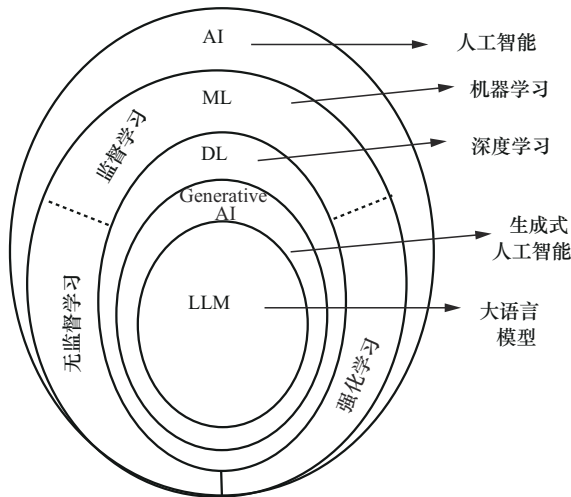 AI
人工智能
ML
机器学习
监督学习
DL
深度学习
Generative
AI
生成式
人工智能
LLM
大语言
模型
无监督学习
强化学习